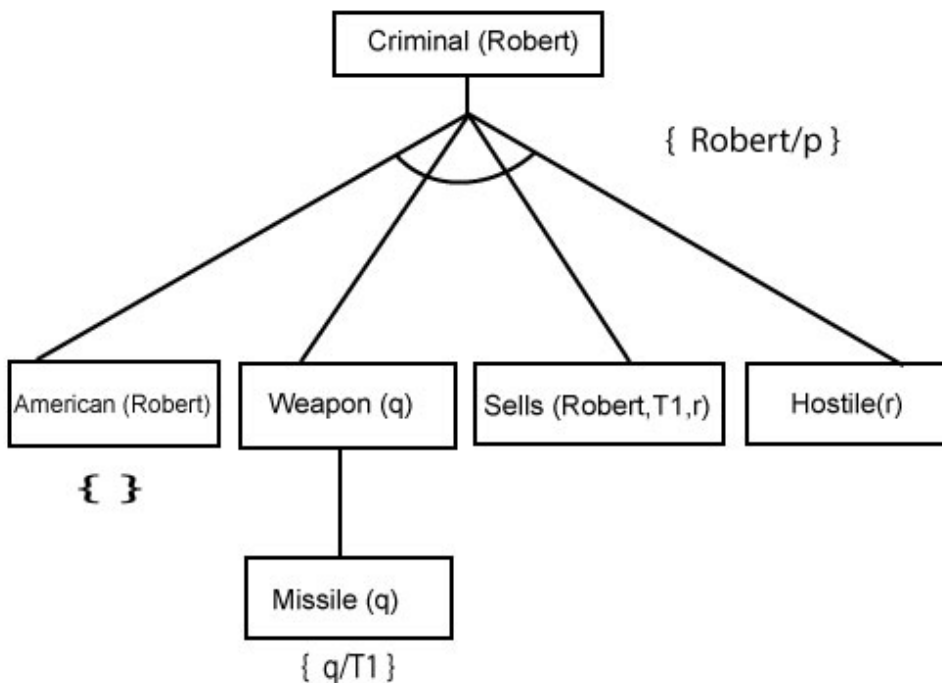 Criminal (Robert)
{ Robert/p }
American (Robert)
Weapon (q)
Sells (Robert,T1,r)
Hostile(r)
{ }
Missile (q)
{ q/T1 }